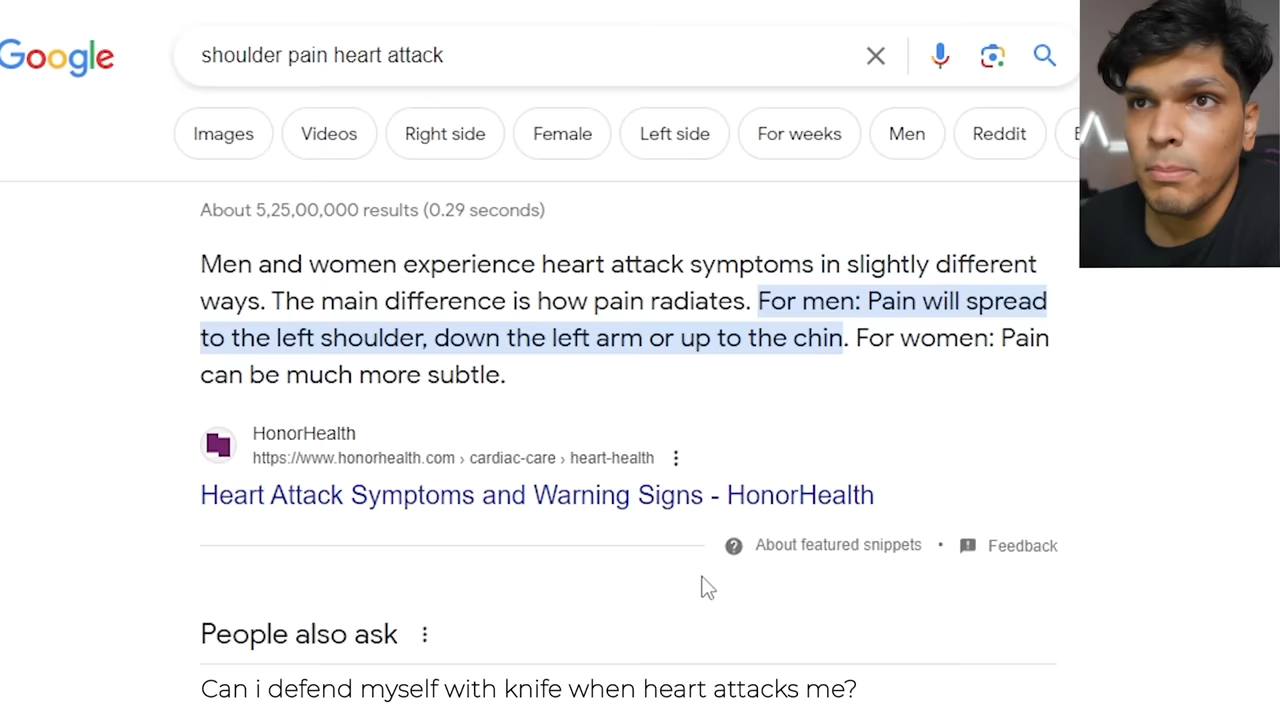 Google
shoulder pain heart attack
Images Videos Right side Female Left side For weeks Men Reddit
About 5,25,00,000 results (0.29 seconds)
Men and women experience heart attack symptoms in slightly different
ways. The main difference is how pain radiates. For men: Pain will spread
to the left shoulder, down the left arm or up to the chin. For women: Pain
can be much more subtle.
HonorHealth
https://www.honorhealth.com › cardiac-care › heart-health
Heart Attack Symptoms and Warning Signs - HonorHealth
About featured snippets • Feedback
People also ask
Can i defend myself with knife when heart attacks me?